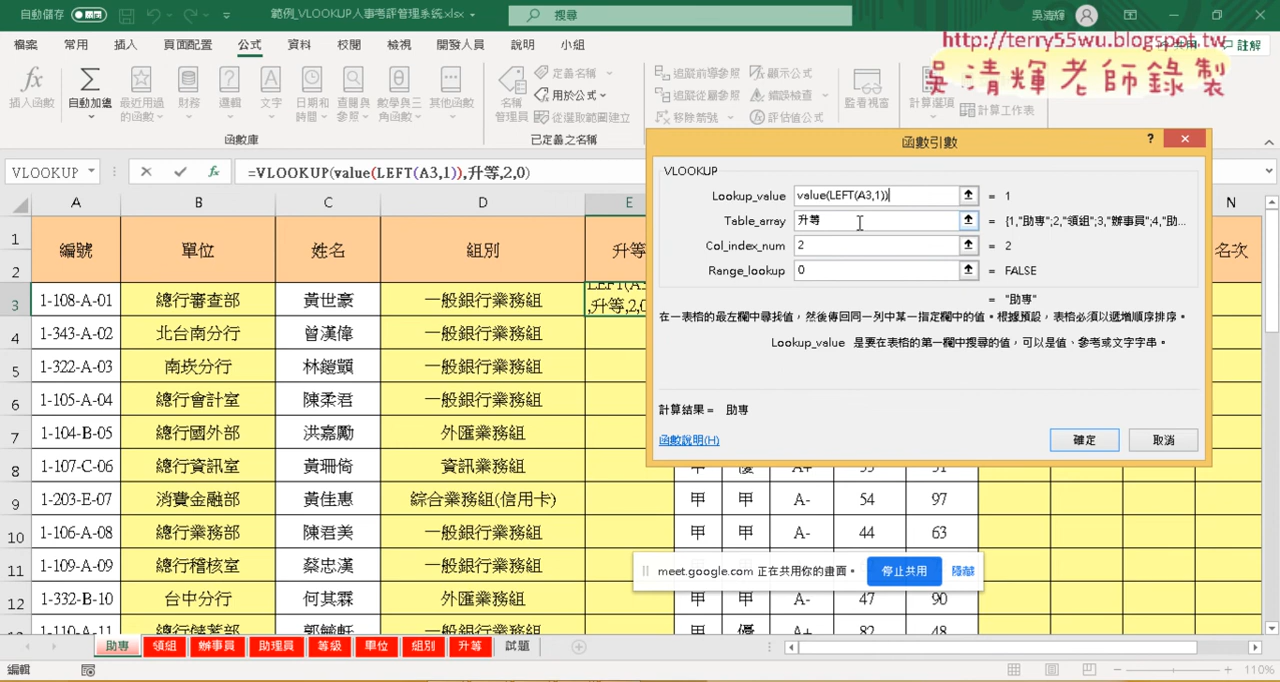 自動儲存
範例_VLOOKUP人事考評管理系統.xlsx
搜尋
吳清輝
檔案 常用 插入 頁面配置 公式 資料 校閱 檢視 開發人員 說明 小組
註解
http://terry55wu.blogspot.tw
吳清輝老師錄製
插入函數 自動加總 最近用過的函數 財務 邏輯 文字 日期和時間 查閱與參照 數學與三角函數 其他函數
函數庫
名稱管理員 定義名稱 用於公式 從選取範圍建立
已定義之名稱
追蹤前導參照 追蹤從屬參照 移除箭號 顯示公式 錯誤檢查 評估值公式
監看視窗 計算選項 計算工作表
VLOOKUP =VLOOKUP(value(LEFT(A3,1)),升等,2,0)
函數引數
VLOOKUP
Lookup_value value(LEFT(A3,1)) = 1
Table_array 升等 = {1,"助專";2,"領組";3,"辦事員";4,"助...
Col_index_num 2 = 2
Range_lookup 0 = FALSE
= "助專"
在一表格的最左欄中尋找值，然後傳回同一列中某一指定欄中的值。根據預設，表格必須以遞增順序排序。
Lookup_value 是要在表格的第一欄中搜尋的值，可以是值、參考或文字字串。
計算結果 = 助專
函數說明(H)
確定 取消
A B C D E N
1 2 編號 單位 姓名 組別 升等 名次
3 1-108-A-01 總行審查部 黃世豪 一般銀行業務組
,升等,2,0
4 1-343-A-02 北台南分行 曾漢偉 一般銀行業務組
5 1-322-A-03 南崁分行 林鎧顗 一般銀行業務組
6 1-105-A-04 總行會計室 陳柔君 一般銀行業務組
7 1-104-B-05 總行國外部 洪嘉勵 外匯業務組
8 1-107-C-06 總行資訊室 黃珊倚 資訊業務組
9 1-203-E-07 消費金融部 黃佳惠 綜合業務組(信用卡) 甲 甲 A- 54 97
10 1-106-A-08 總行業務部 陳君美 一般銀行業務組 甲 甲 A- 44 63
11 1-109-A-09 總行稽核室 蔡忠漢 一般銀行業務組
12 1-332-B-10 台中分行 何其霖 外匯業務組 甲 甲 A- 47 90
1-110-A-11 一般銀行業務組 甲 優 A+ 82 48
meet.google.com 正在共用你的畫面。 停止共用 隱藏
助專 領組 辦事員 助理員 等級 單位 組別 升等 試題
編輯
110%